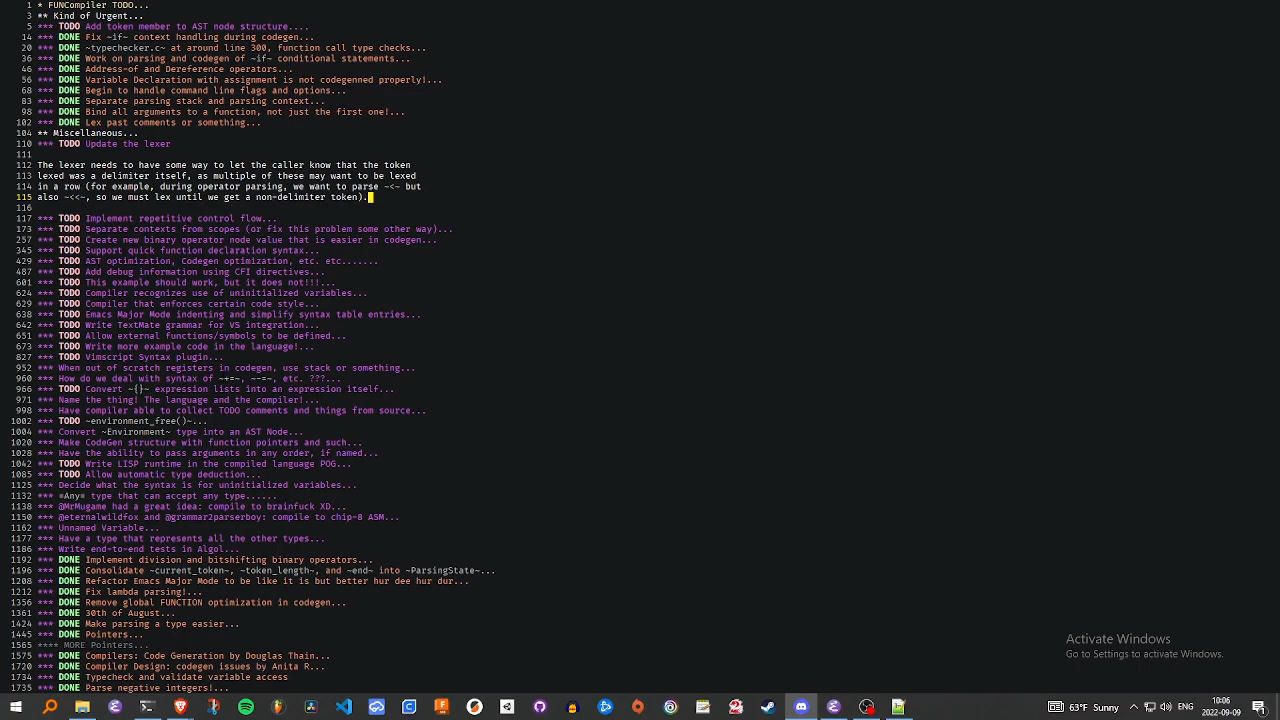 1 * FUNCompiler TODO...
3 ** Kind of Urgent...
5 *** TODO Add token member to AST node structure....
14 *** DONE Fix ~if~ context handling during codegen...
20 *** DONE ~typechecker.c~ at around line 300, function call type checks...
36 *** DONE Work on parsing and codegen of ~if~ conditional statements...
46 *** DONE Address-of and Dereference operators...
56 *** DONE Variable Declaration with assignment is not codegenned properly!...
68 *** DONE Begin to handle command line flags and options...
83 *** DONE Separate parsing stack and parsing context...
98 *** DONE Bind all arguments to a function, not just the first one!...
102 *** DONE Lex past comments or something...
104 ** Miscellaneous...
110 *** TODO Update the lexer
111
112 The lexer needs to have some way to let the caller know that the token
113 lexed was a delimiter itself, as multiple of these may want to be lexed
114 in a row (for example, during operator parsing, we want to parse ~<~ but
115 also ~<<~, so we must lex until we get a non-delimiter token).
116
117 *** TODO Implement repetitive control flow...
173 *** TODO Separate contexts from scopes (or fix this problem some other way)...
257 *** TODO Create new binary operator node value that is easier in codegen...
345 *** TODO Support quick function declaration syntax...
429 *** TODO AST optimization, Codegen optimization, etc. etc.......
487 *** TODO Add debug information using CFI directives...
601 *** TODO This example should work, but it does not!!!...
624 *** TODO Compiler recognizes use of uninitialized variables...
629 *** TODO Compiler that enforces certain code style...
638 *** TODO Emacs Major Mode indenting and simplify syntax table entries...
642 *** TODO Write TextMate grammar for VS integration...
651 *** TODO Allow external functions/symbols to be defined...
673 *** TODO Write more example code in the language!...
827 *** TODO Vimscript Syntax plugin...
952 *** When out of scratch registers in codegen, use stack or something...
960 *** How do we deal with syntax of ~+=~, ~-=~, etc. ???...
966 *** TODO Convert ~{}~ expression lists into an expression itself...
971 *** Name the thing! The language and the compiler!...
998 *** Have compiler able to collect TODO comments and things from source...
1002 *** TODO ~environment_free()~...
1004 *** Convert ~Environment~ type into an AST Node...
1020 *** Make CodeGen structure with function pointers and such...
1028 *** Have the ability to pass arguments in any order, if named...
1042 *** TODO Write LISP runtime in the compiled language POG...
1085 *** TODO Allow automatic type deduction...
1125 *** Decide what the syntax is for uninitialized variables...
1132 *** =Any= type that can accept any type......
1138 *** @MrMugame had a great idea: compile to brainfuck XD...
1150 *** @eternalwildfox and @grammar2parserboy: compile to chip-8 ASM...
1162 *** Unnamed Variable...
1177 *** Have a type that represents all the other types...
1186 *** Write end-to-end tests in Algol...
1192 *** DONE Implement division and bitshifting binary operators...
1196 *** DONE Consolidate ~current_token~, ~token_length~, and ~end~ into ~ParsingState~...
1208 *** DONE Refactor Emacs Major Mode to be like it is but better hur dee hur dur...
1212 *** DONE Fix lambda parsing!...
1356 *** DONE Remove global FUNCTION optimization in codegen...
1361 *** DONE 30th of August...
1424 *** DONE Make parsing a type easier...
1445 *** DONE Pointers...
1565 **** MORE Pointers...
1575 *** DONE Compilers: Code Generation by Douglas Thain...
1720 *** DONE Compiler Design: codegen issues by Anita R...
1734 *** DONE Typecheck and validate variable access
1735 *** DONE Parse negative integers!...
Activate Windows
Go to Settings to activate Windows.
63°F Sunny
ENG
10:06
2022-09-09